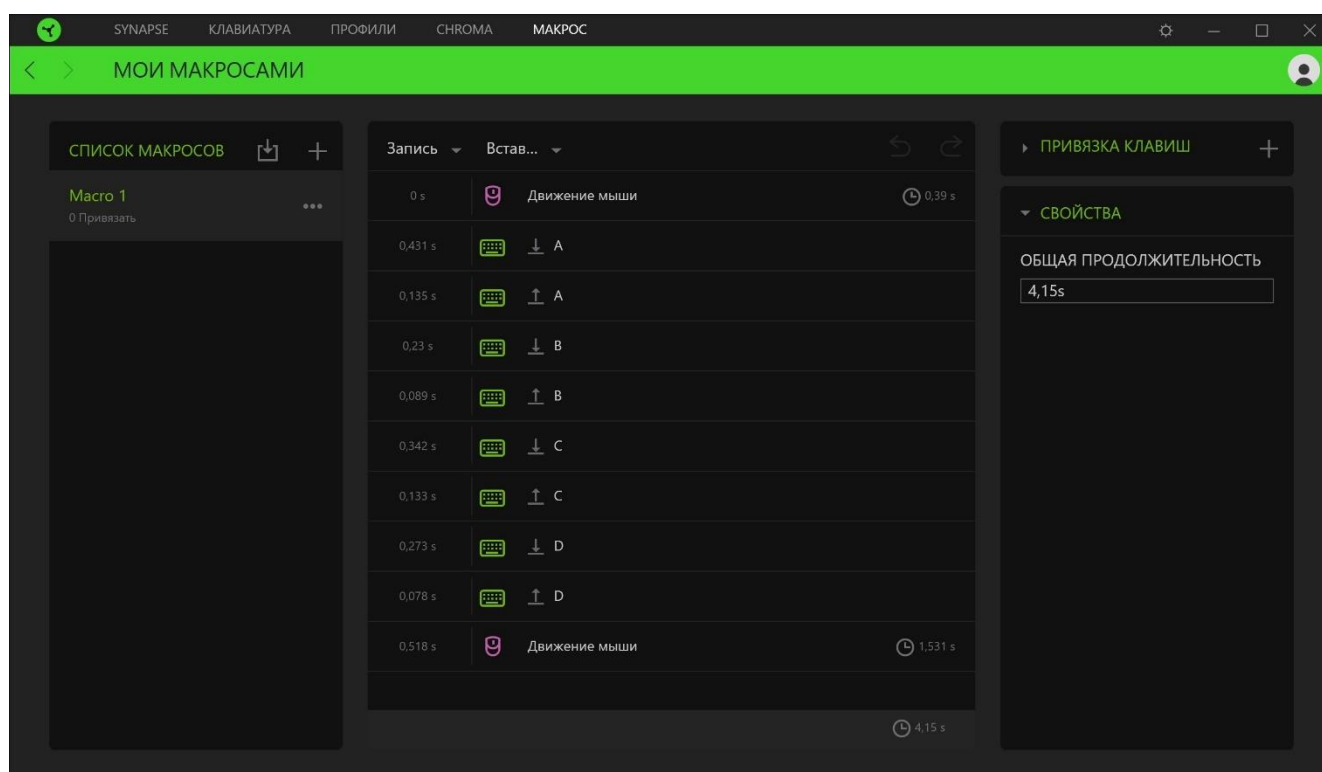 SYNAPSE КЛАВИАТУРА ПРОФИЛИ CHROMA МАКРОС
МОИ МАКРОСАМИ
СПИСОК МАКРОСОВ
Macro 1
0 Привязать
Запись Встав...
0 s Движение мыши 0,39 s
0,431 s A
0,135 s A
0,23 s B
0,089 s B
0,342 s C
0,133 s C
0,273 s D
0,078 s D
0,518 s Движение мыши 1,531 s
4,15 s
ПРИВЯЗКА КЛАВИШ
СВОЙСТВА
ОБЩАЯ ПРОДОЛЖИТЕЛЬНОСТЬ
4,15s